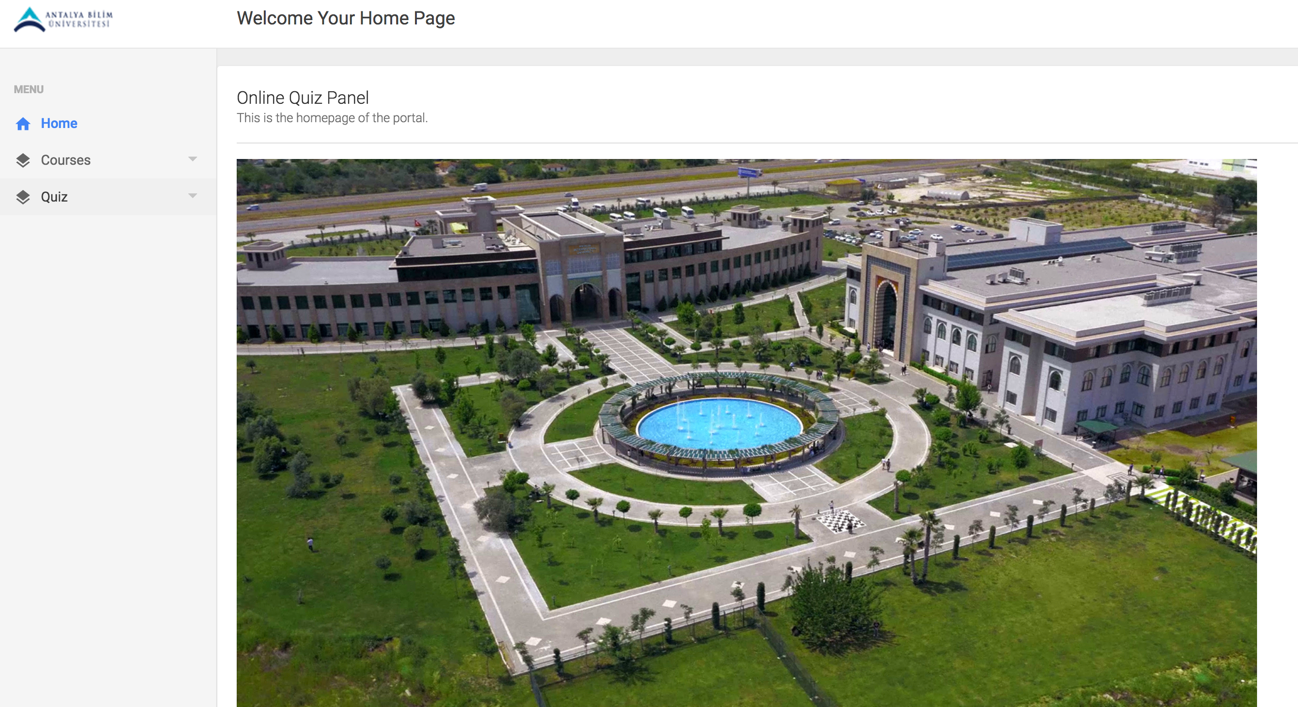 ANTALYA BİLİM
ÜNİVERSİTESİ
Welcome Your Home Page
MENU
Home
Courses
Quiz
Online Quiz Panel
This is the homepage of the portal.